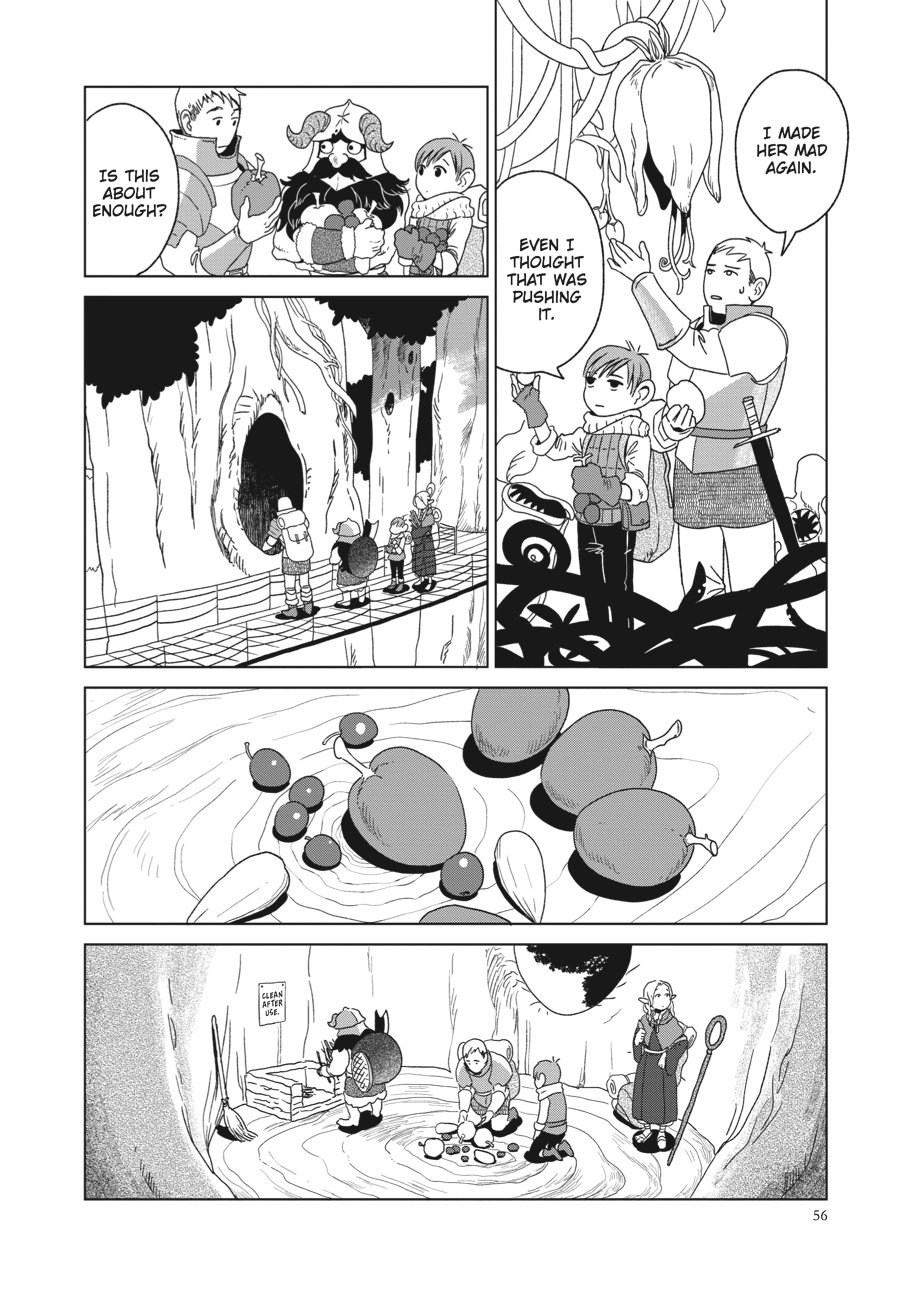 I MADE
HER MAD
AGAIN.
EVEN I
THOUGHT
THAT WAS
PUSHING
IT.
IS THIS
ABOUT
ENOUGH?
CLEAN
AFTER
USE.
56